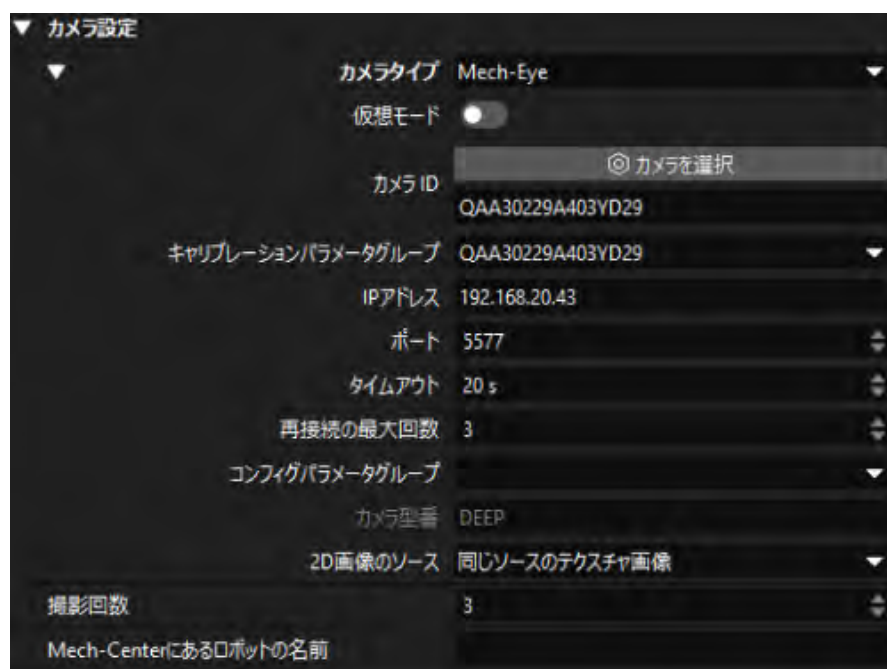 カメラ設定
カメラタイプ Mech-Eye
仮想モード
カメラを選択
カメラ ID
QAA30229A403YD29
キャリブレーションパラメータグループ QAA30229A403YD29
IPアドレス 192.168.20.43
ポート 5577
タイムアウト 20 s
再接続の最大回数 3
コンフィグパラメータグループ
カメラ型番 DEEP
2D画像のソース 同じソースのテクスチャ画像
撮影回数 3
Mech-Centerにあるロボットの名前